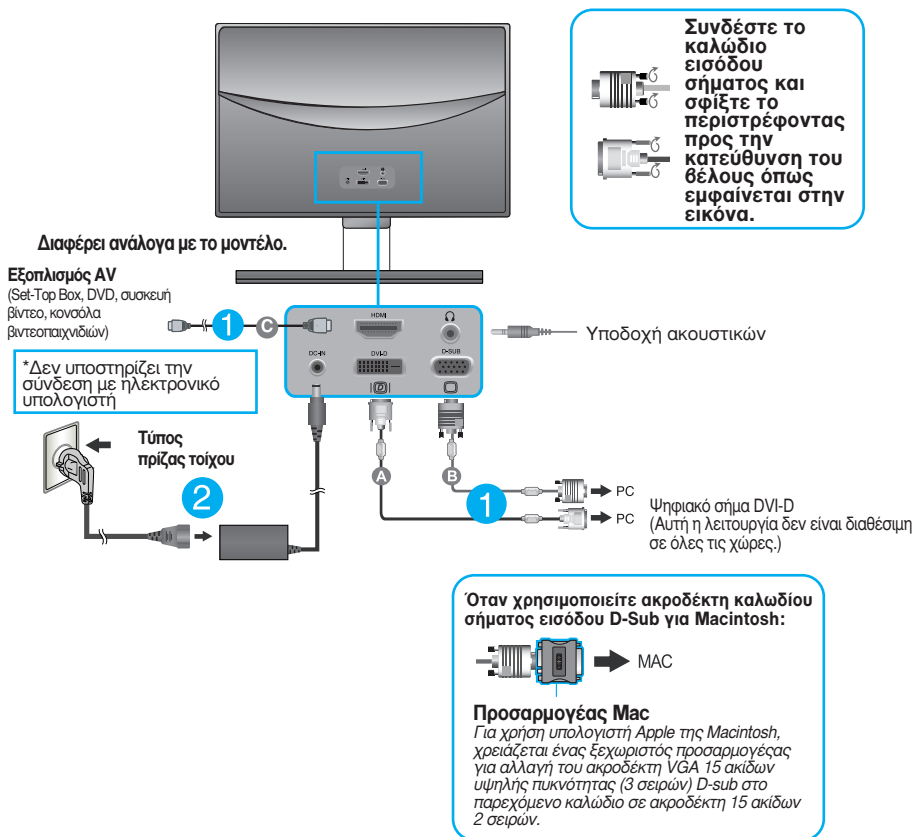 Συνδέστε το
καλώδιο
εισόδου
σήματος και
σφίξτε το
περιστρέφοντας
προς την
κατεύθυνση του
βέλους όπως
εμφαίνεται στην
εικόνα.
Διαφέρει ανάλογα με το μοντέλο.
Εξοπλισμός AV
(Set-Top Box, DVD, συσκευή
βίντεο, κονσόλα
βιντεοπαιχνιδιών)
1
C
HDMI
DC-IN
DVI-D
D-SUB
Υποδοχή ακουστικών
*Δεν υποστηρίζει την
σύνδεση με ηλεκτρονικό
υπολογιστή
Τύπος
πρίζας τοίχου
2
A
B
1
PC
PC
Ψηφιακό σήμα DVI-D
(Αυτή η λειτουργία δεν είναι διαθέσιμη
σε όλες τις χώρες.)
Όταν χρησιμοποιείτε ακροδέκτη καλωδίου
σήματος εισόδου D-Sub για Macintosh:
MAC
Προσαρμογέας Mac
Για χρήση υπολογιστή Apple της Macintosh,
χρειάζεται ένας ξεχωριστός προσαρμογέςας
για αλλαγή του ακροδέκτη VGA 15 ακίδων
υψηλής πυκνότητας (3 σειρών) D-sub στο
παρεχόμενο καλώδιο σε ακροδέκτη 15 ακίδων
2 σειρών.